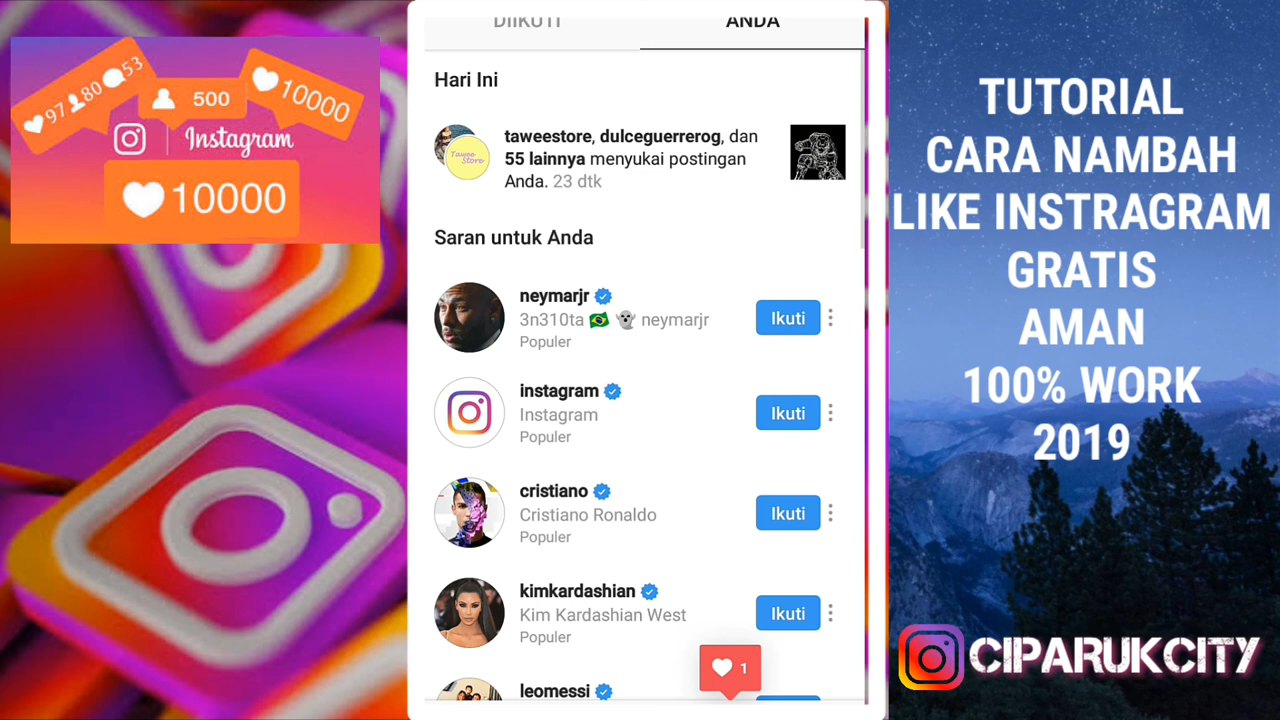 97 80 53
500
10000
Instagram
10000
DIIKUTI
ANDA
Hari Ini
taweestore, dulceguerrerog, dan
55 lainnya menyukai postingan
Anda. 23 dtk
Tawee
Store
Saran untuk Anda
neymarjr
3n310ta 🇧🇷 👻 neymarjr
Populer
Ikuti
instagram
Instagram
Populer
Ikuti
cristiano
Cristiano Ronaldo
Populer
Ikuti
kimkardashian
Kim Kardashian West
Populer
Ikuti
leomessi
1
TUTORIAL
CARA NAMBAH
LIKE INSTRAGRAM
GRATIS
AMAN
100% WORK
2019
CIPARUKCITY